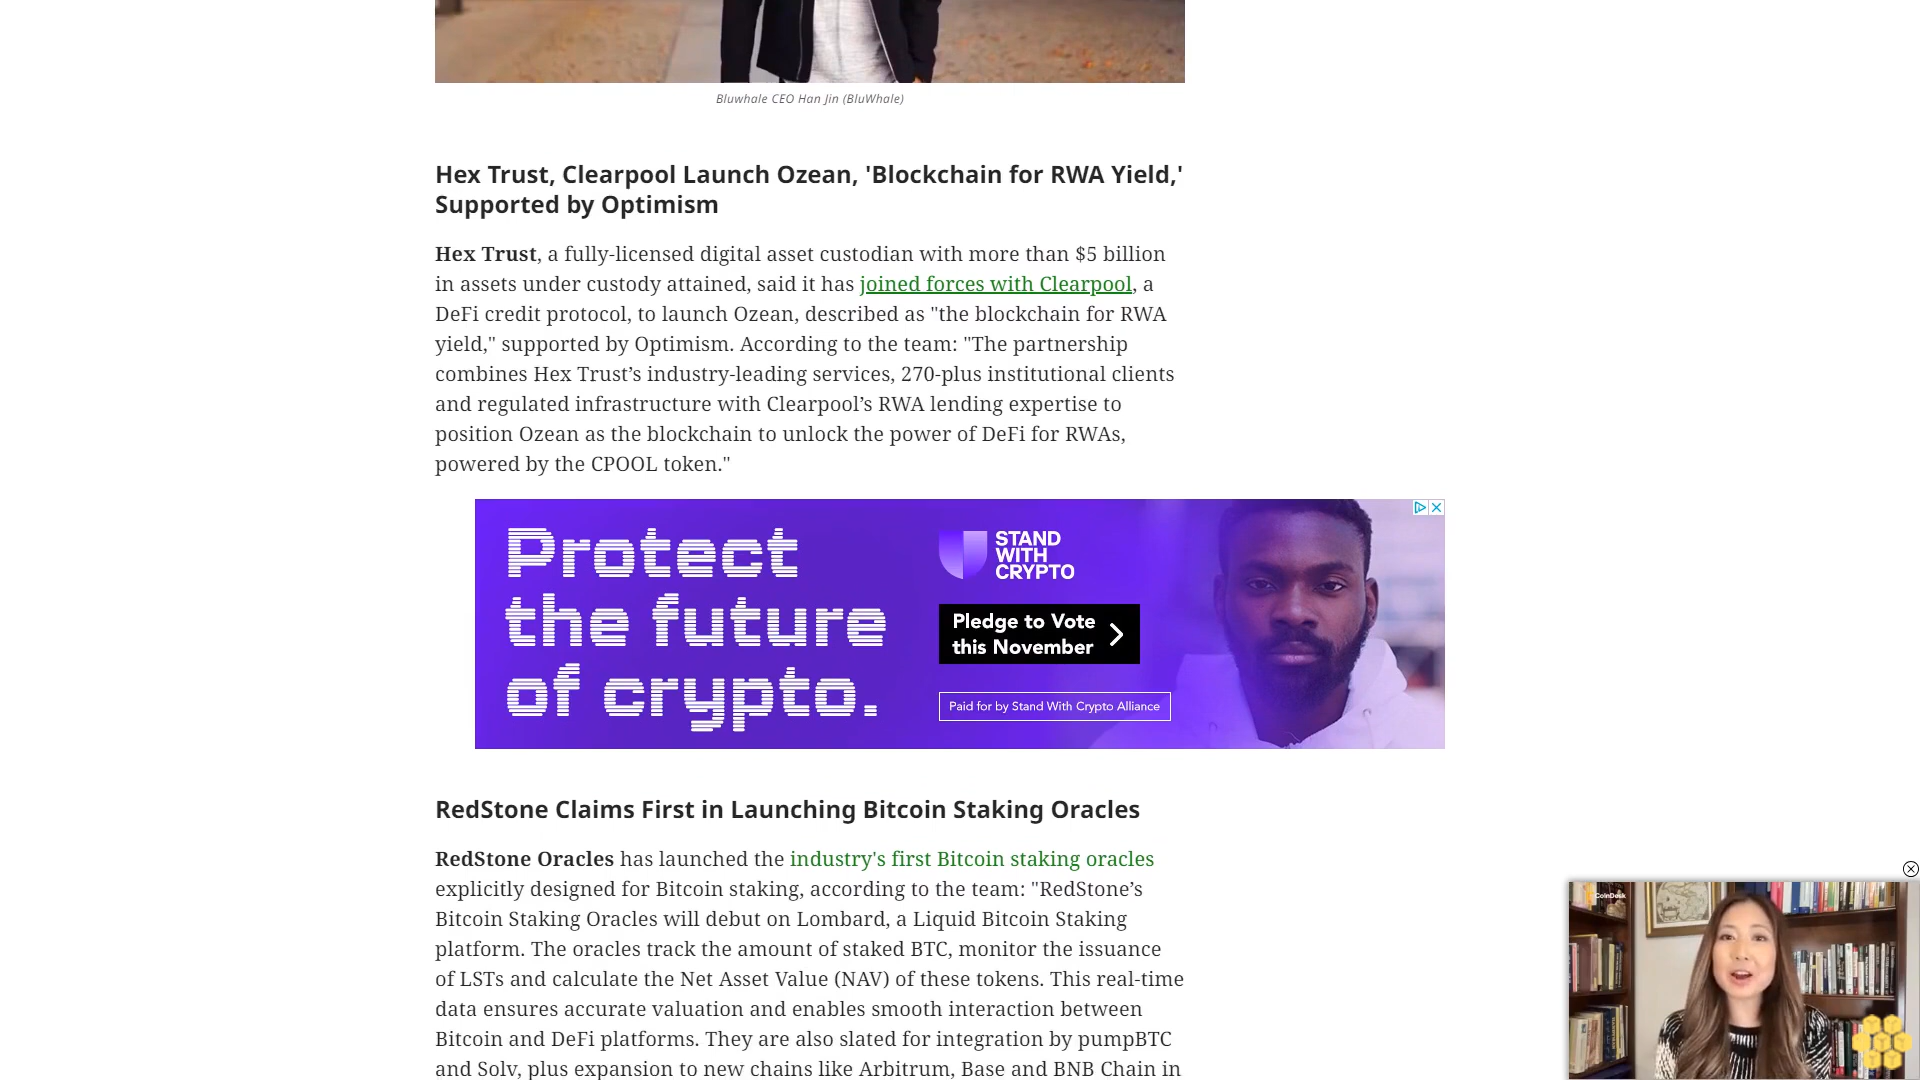 Bluwhale CEO Han Jin (BluWhale)
Hex Trust, Clearpool Launch Ozean, 'Blockchain for RWA Yield,'
Supported by Optimism
Hex Trust, a fully-licensed digital asset custodian with more than $5 billion
in assets under custody attained, said it has joined forces with Clearpool, a
DeFi credit protocol, to launch Ozean, described as "the blockchain for RWA
yield," supported by Optimism. According to the team: "The partnership
combines Hex Trust’s industry-leading services, 270-plus institutional clients
and regulated infrastructure with Clearpool’s RWA lending expertise to
position Ozean as the blockchain to unlock the power of DeFi for RWAs,
powered by the CPOOL token."
Protect
the future
of crypto.
STAND
WITH
CRYPTO
Pledge to Vote
this November
Paid for by Stand With Crypto Alliance
RedStone Claims First in Launching Bitcoin Staking Oracles
RedStone Oracles has launched the industry's first Bitcoin staking oracles
explicitly designed for Bitcoin staking, according to the team: "RedStone’s
Bitcoin Staking Oracles will debut on Lombard, a Liquid Bitcoin Staking
platform. The oracles track the amount of staked BTC, monitor the issuance
of LSTs and calculate the Net Asset Value (NAV) of these tokens. This real-time
data ensures accurate valuation and enables smooth interaction between
Bitcoin and DeFi platforms. They are also slated for integration by pumpBTC
and Solv, plus expansion to new chains like Arbitrum, Base and BNB Chain in
CoinDesk